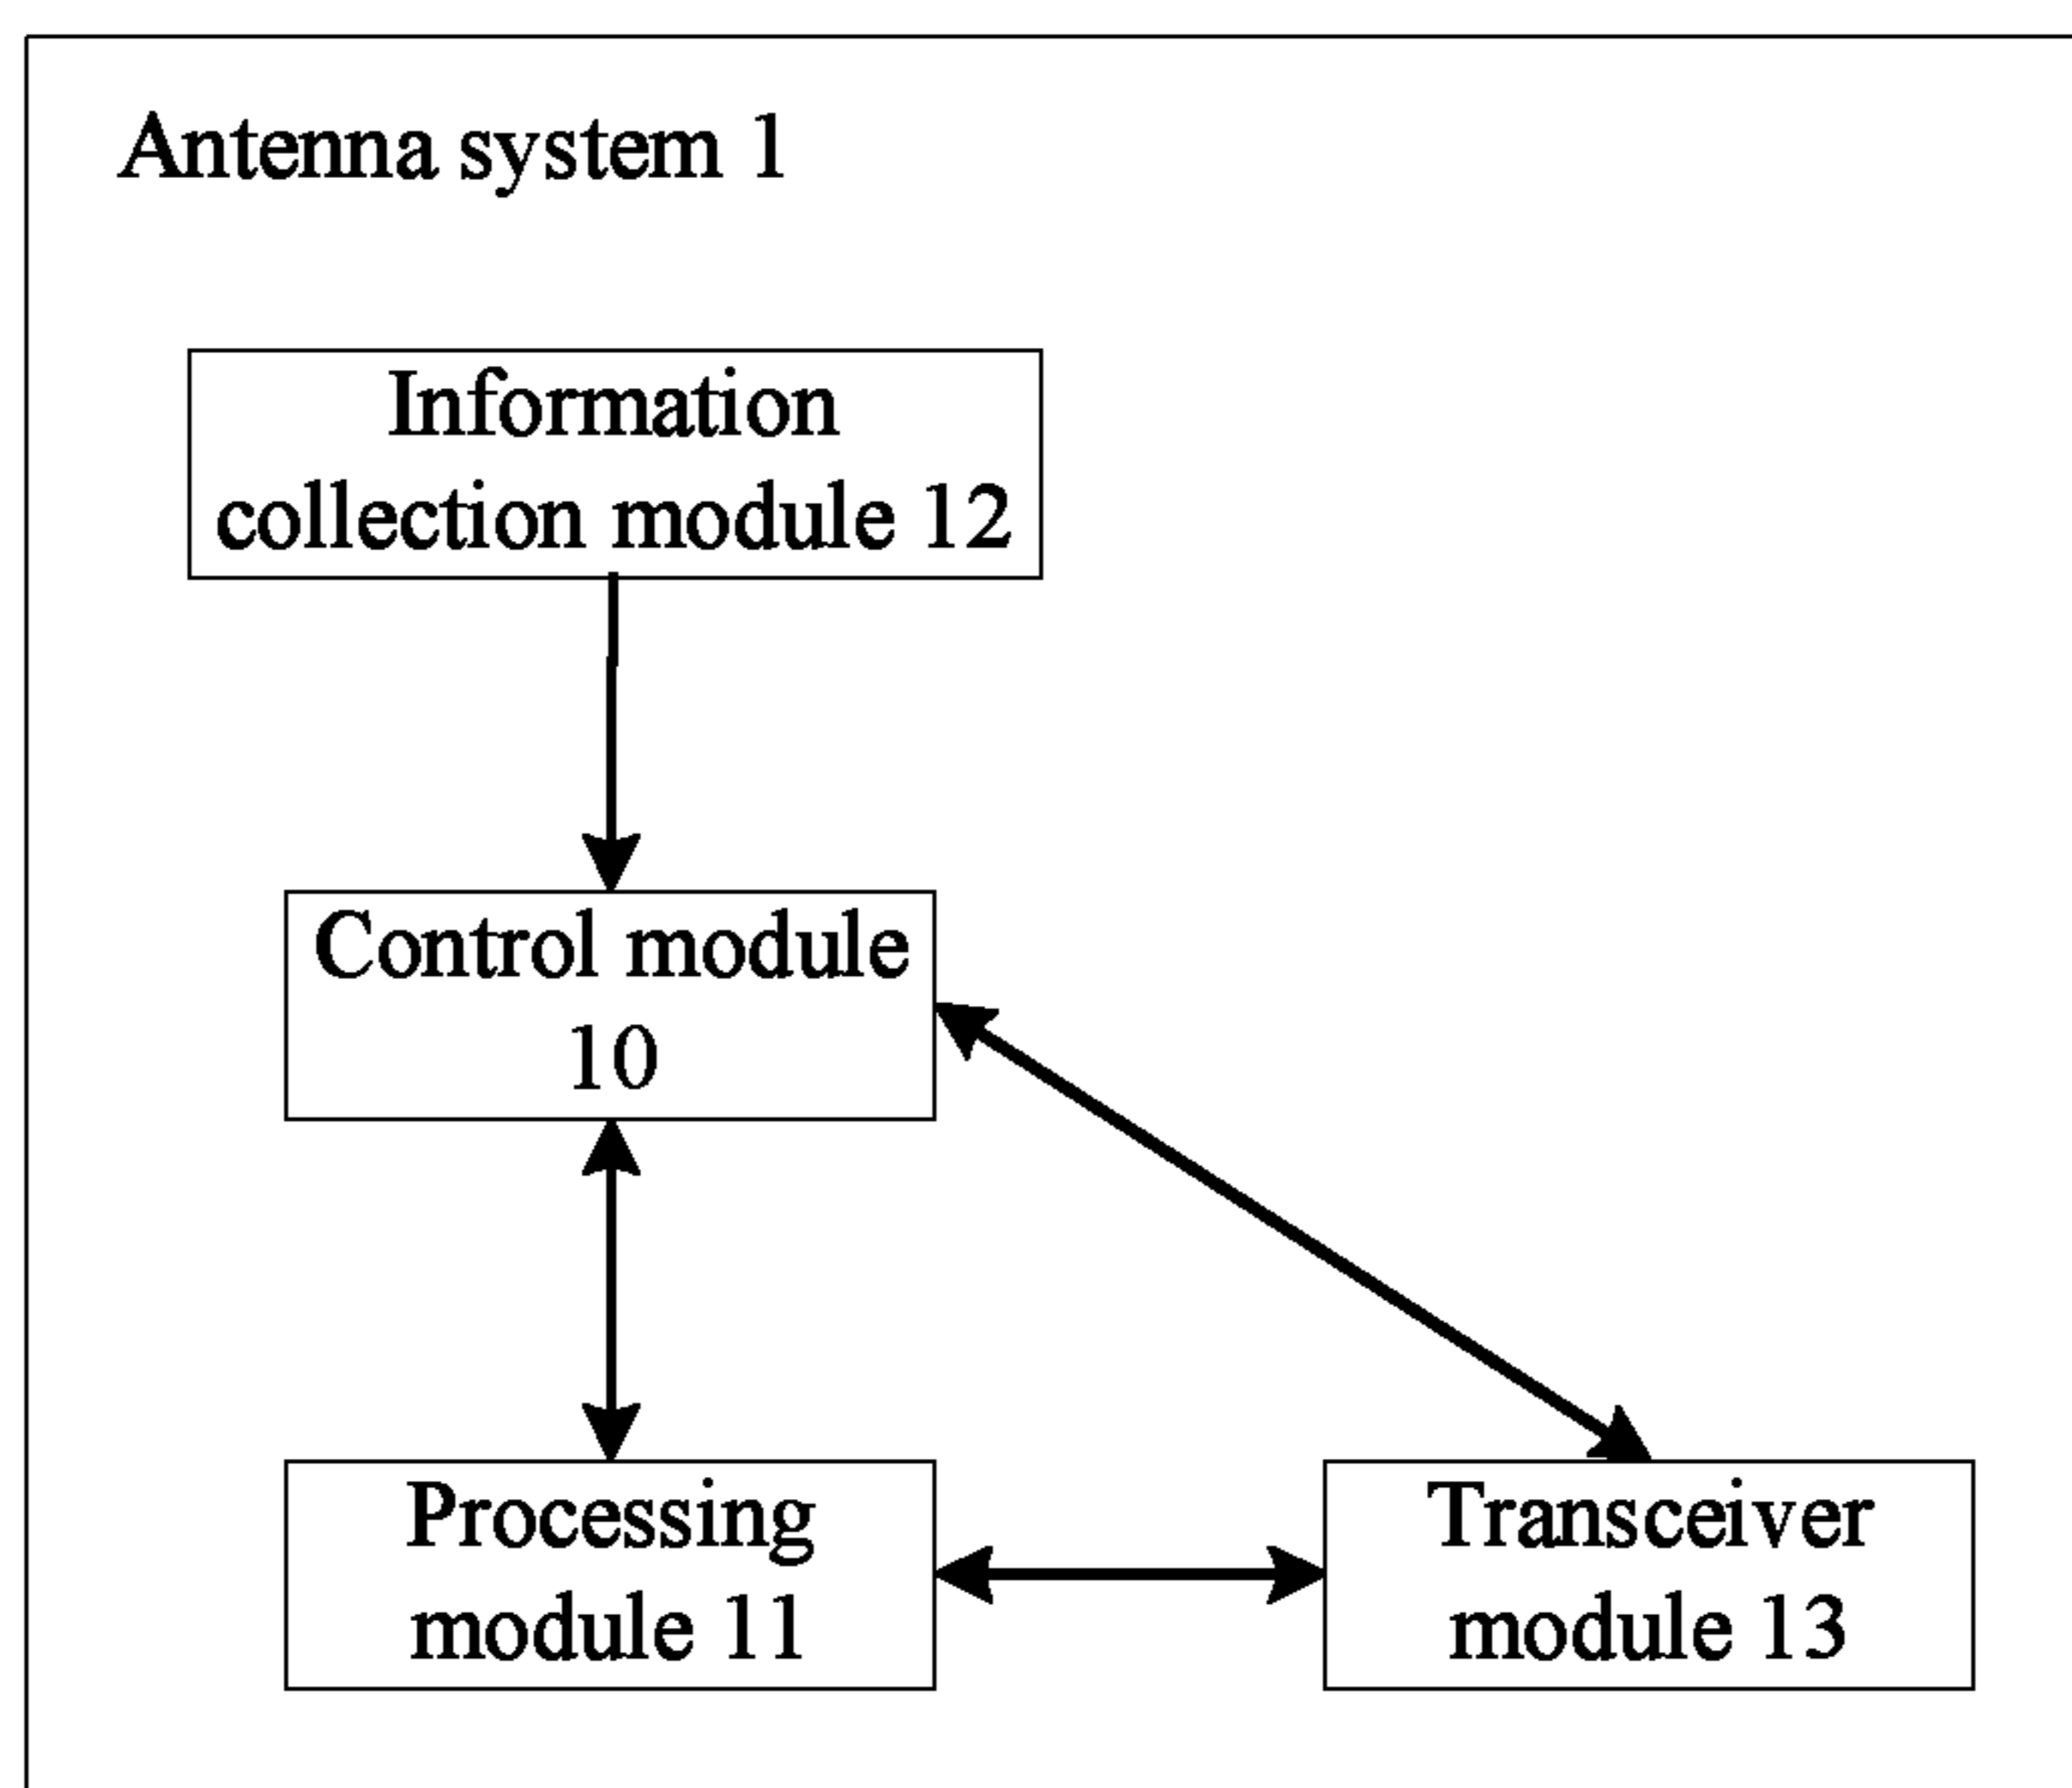 Antenna system 1
Information
collection module 12
Control module
10
Processing
module 11
Transceiver
module 13